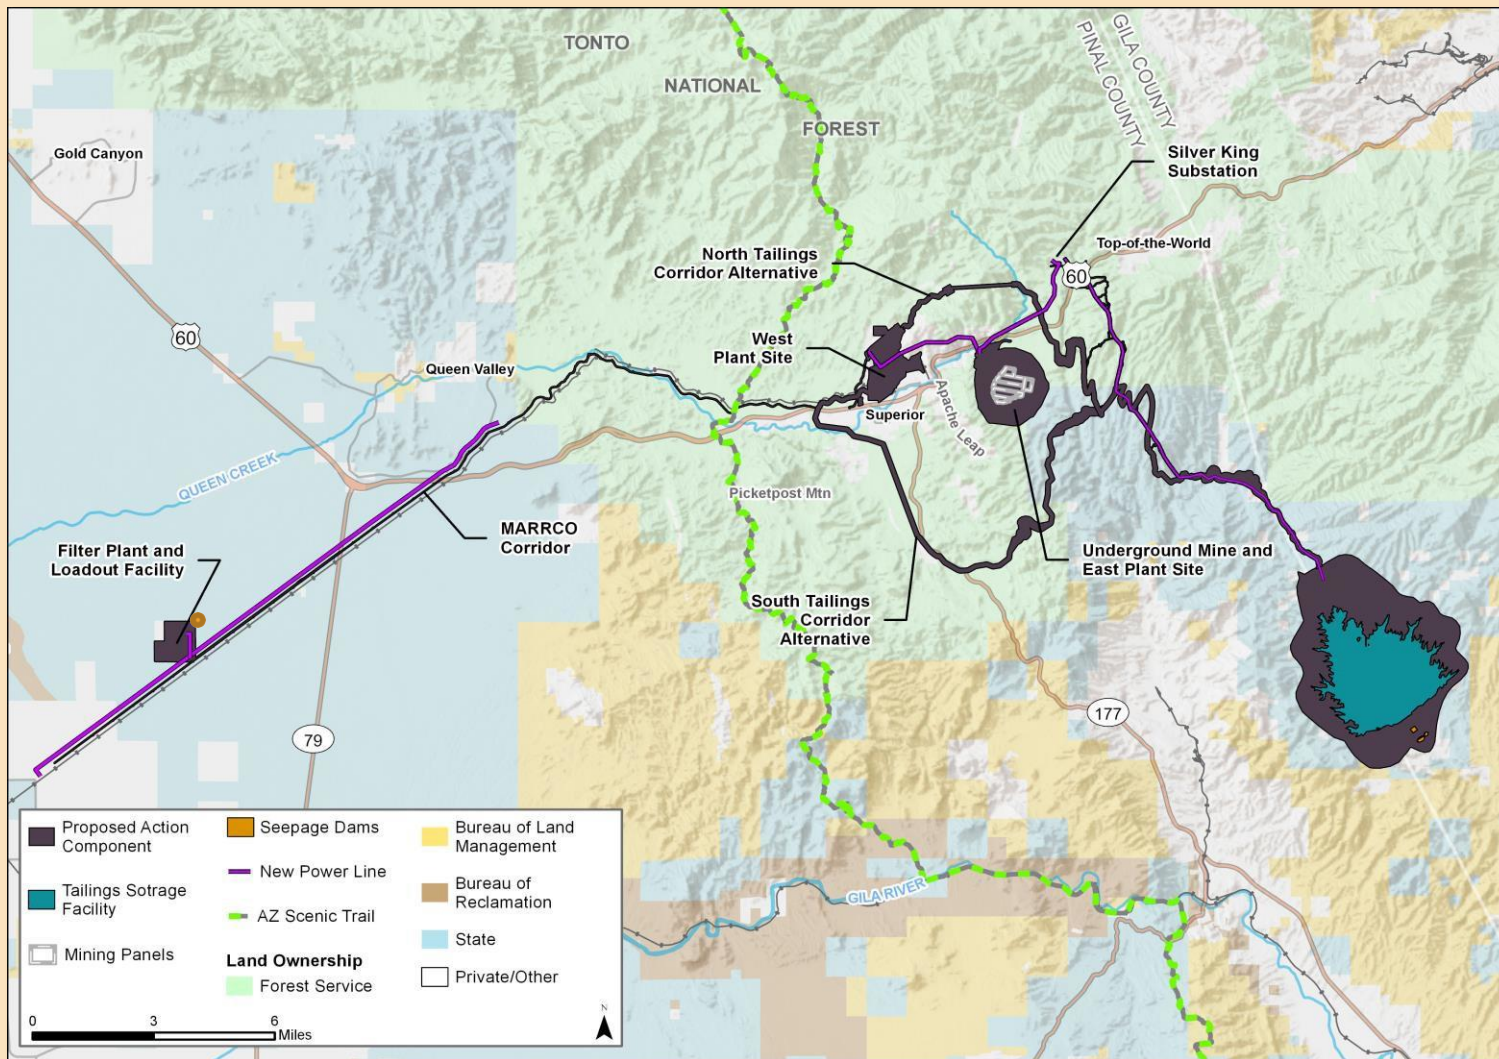 TONTO
NATIONAL
FOREST
GILA COUNTY
PINAL COUNTY
Gold Canyon
Silver King
Substation
Top-of-the-World
North Tailings
Corridor Alternative
60
60
West
Plant Site
Queen Valley
Superior
Apache Leap
QUEEN CREEK
Picketpost Mtn
MARRCO
Corridor
Filter Plant and
Loadout Facility
Underground Mine and
East Plant Site
South Tailings
Corridor
Alternative
177
79
GILA RIVER
Proposed Action
Component
Tailings Sotrage
Facility
Mining Panels
Seepage Dams
New Power Line
AZ Scenic Trail
Land Ownership
Forest Service
Bureau of Land
Management
Bureau of
Reclamation
State
Private/Other
0 3 6
Miles
N